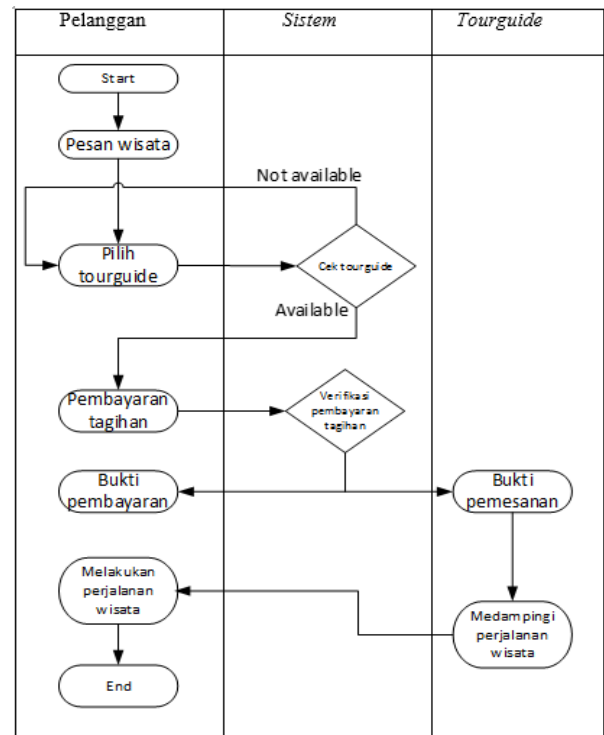 Pelanggan
Sistem
Tourguide
Start
Pesan wisata
Not available
Pilih
tourguide
Cek tourguide
Available
Pembayaran
tagihan
Verifikasi
pembayaran
tagihan
Bukti
pembayaran
Bukti
pemesanan
Melakukan
perjalanan
wisata
Medampingi
perjalanan
wisata
End